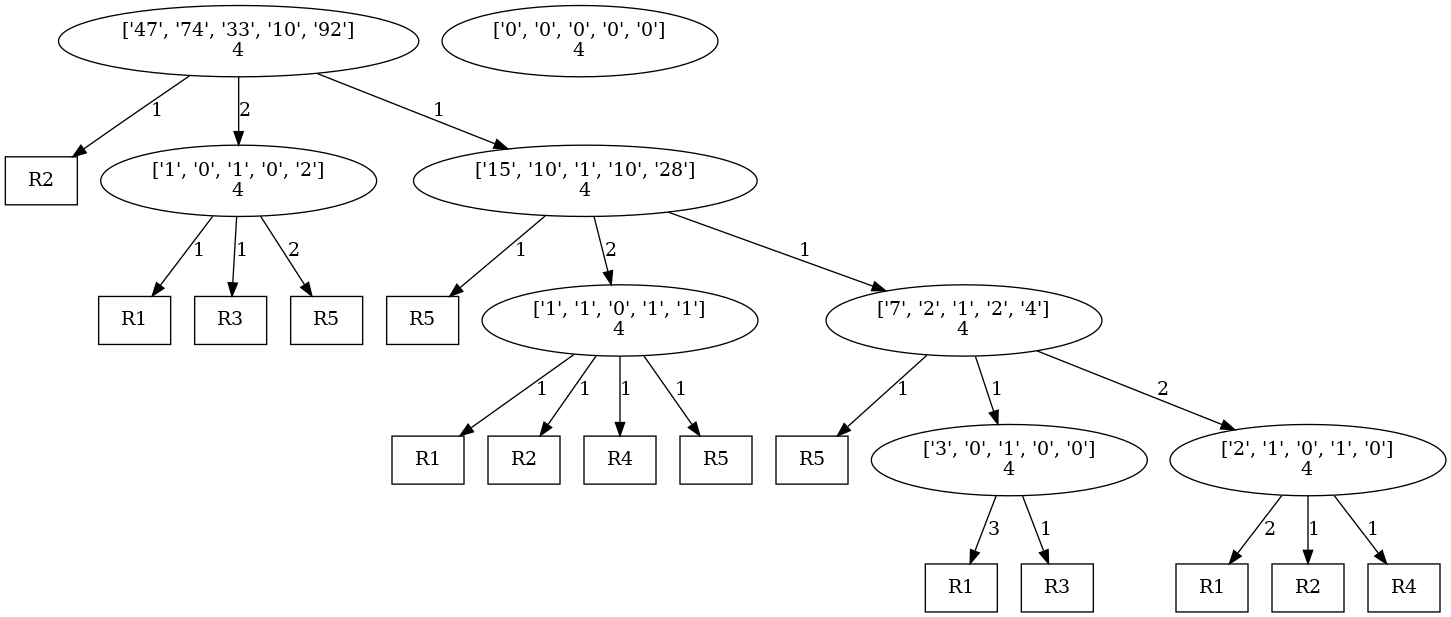 ['47', '74', '33', '10', '92']
4
['0', '0', '0', '0', '0']
4
1
2
1
R2
['1', '0', '1', '0', '2']
4
['15', '10', '1', '10', '28']
4
1
1
2
1
2
1
R1
R3
R5
R5
['1', '1', '0', '1', '1']
4
['7', '2', '1', '2', '4']
4
1
1
1
1
1
1
2
R1
R2
R4
R5
R5
['3', '0', '1', '0', '0']
4
['2', '1', '0', '1', '0']
4
3
1
2
1
1
R1
R3
R1
R2
R4